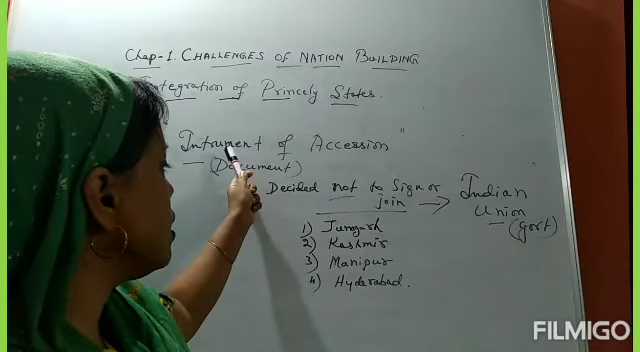 Chap-1. CHALLENGES OF NATION BUILDING
Integration of Princely States.
Intrument of Accession"
(Document)
Decided not to Sign or
join → Indian
Union
(Govt)
1) Jungarh
2) Kashmir
3) Manipur
4) Hyderabad.
FILMIGO